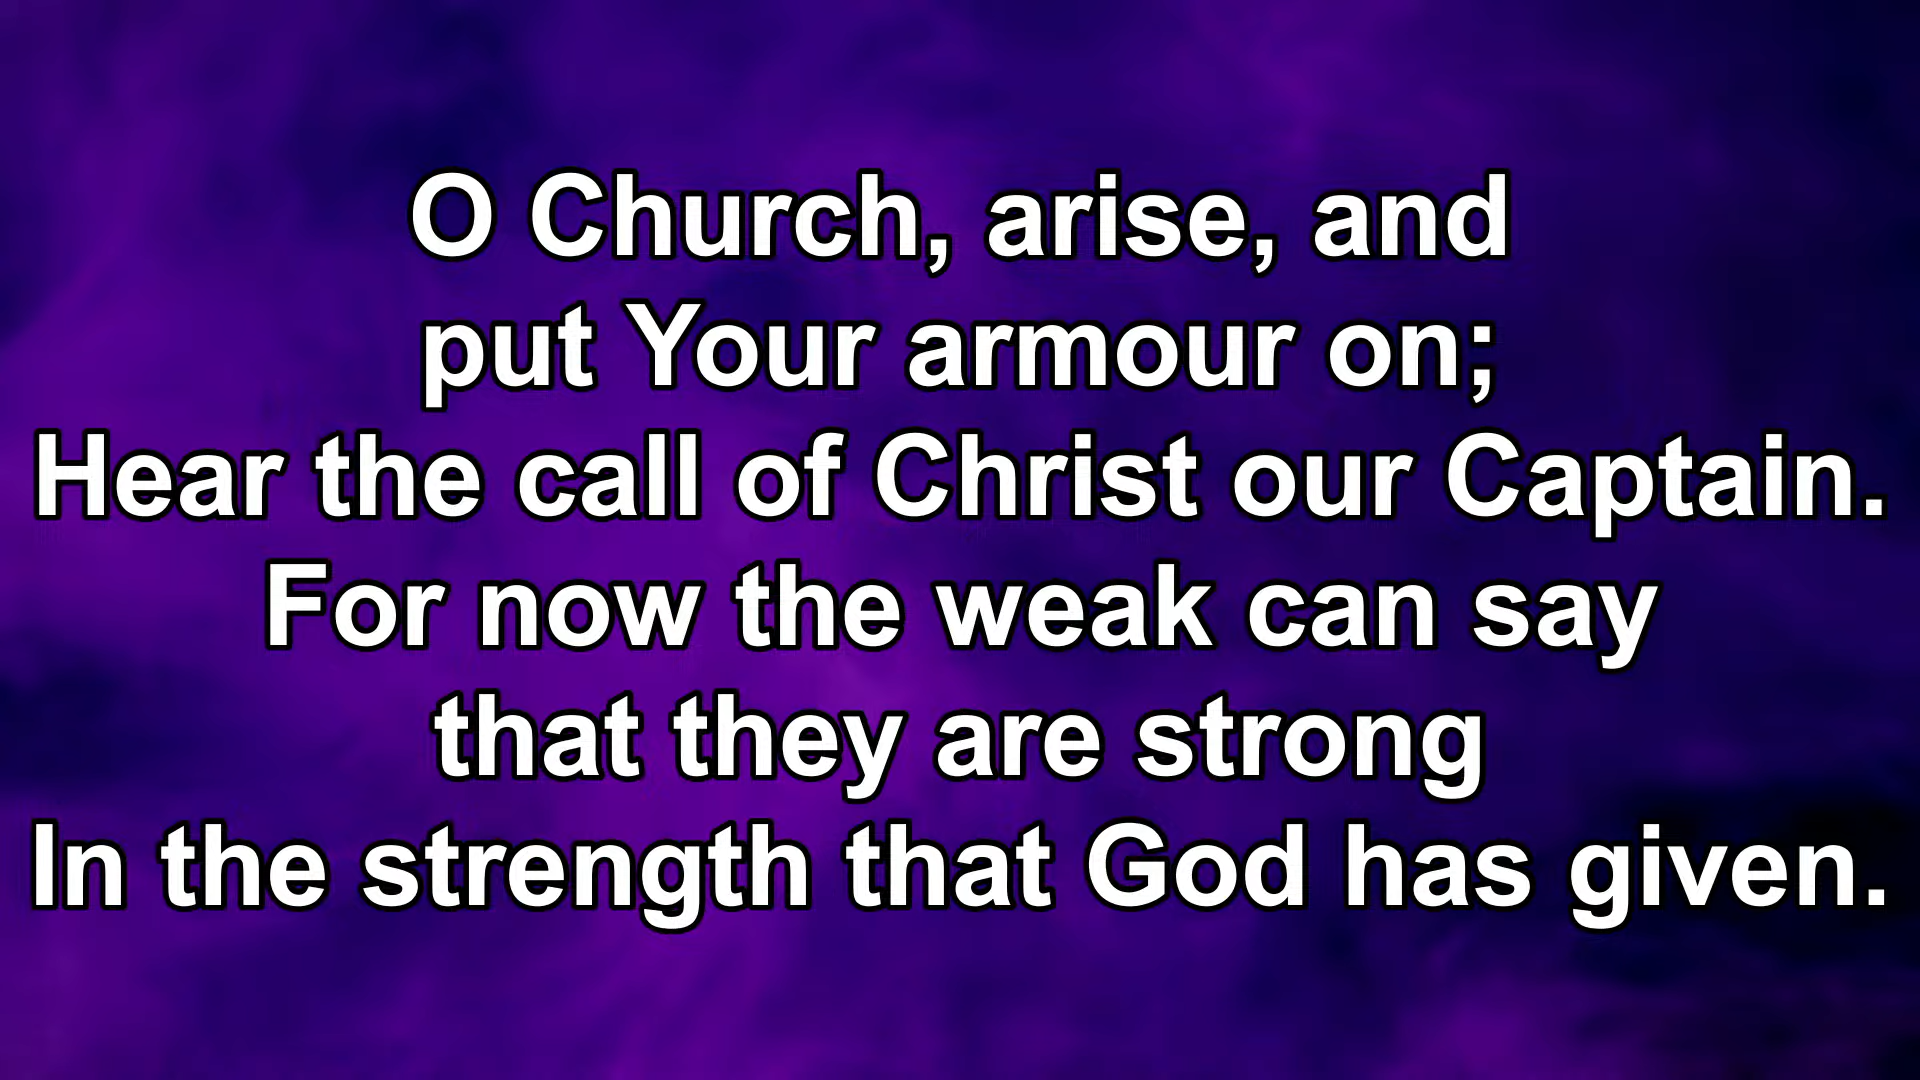 O Church, arise, and
put Your armour on;
Hear the call of Christ our Captain.
For now the weak can say
that they are strong
In the strength that God has given.